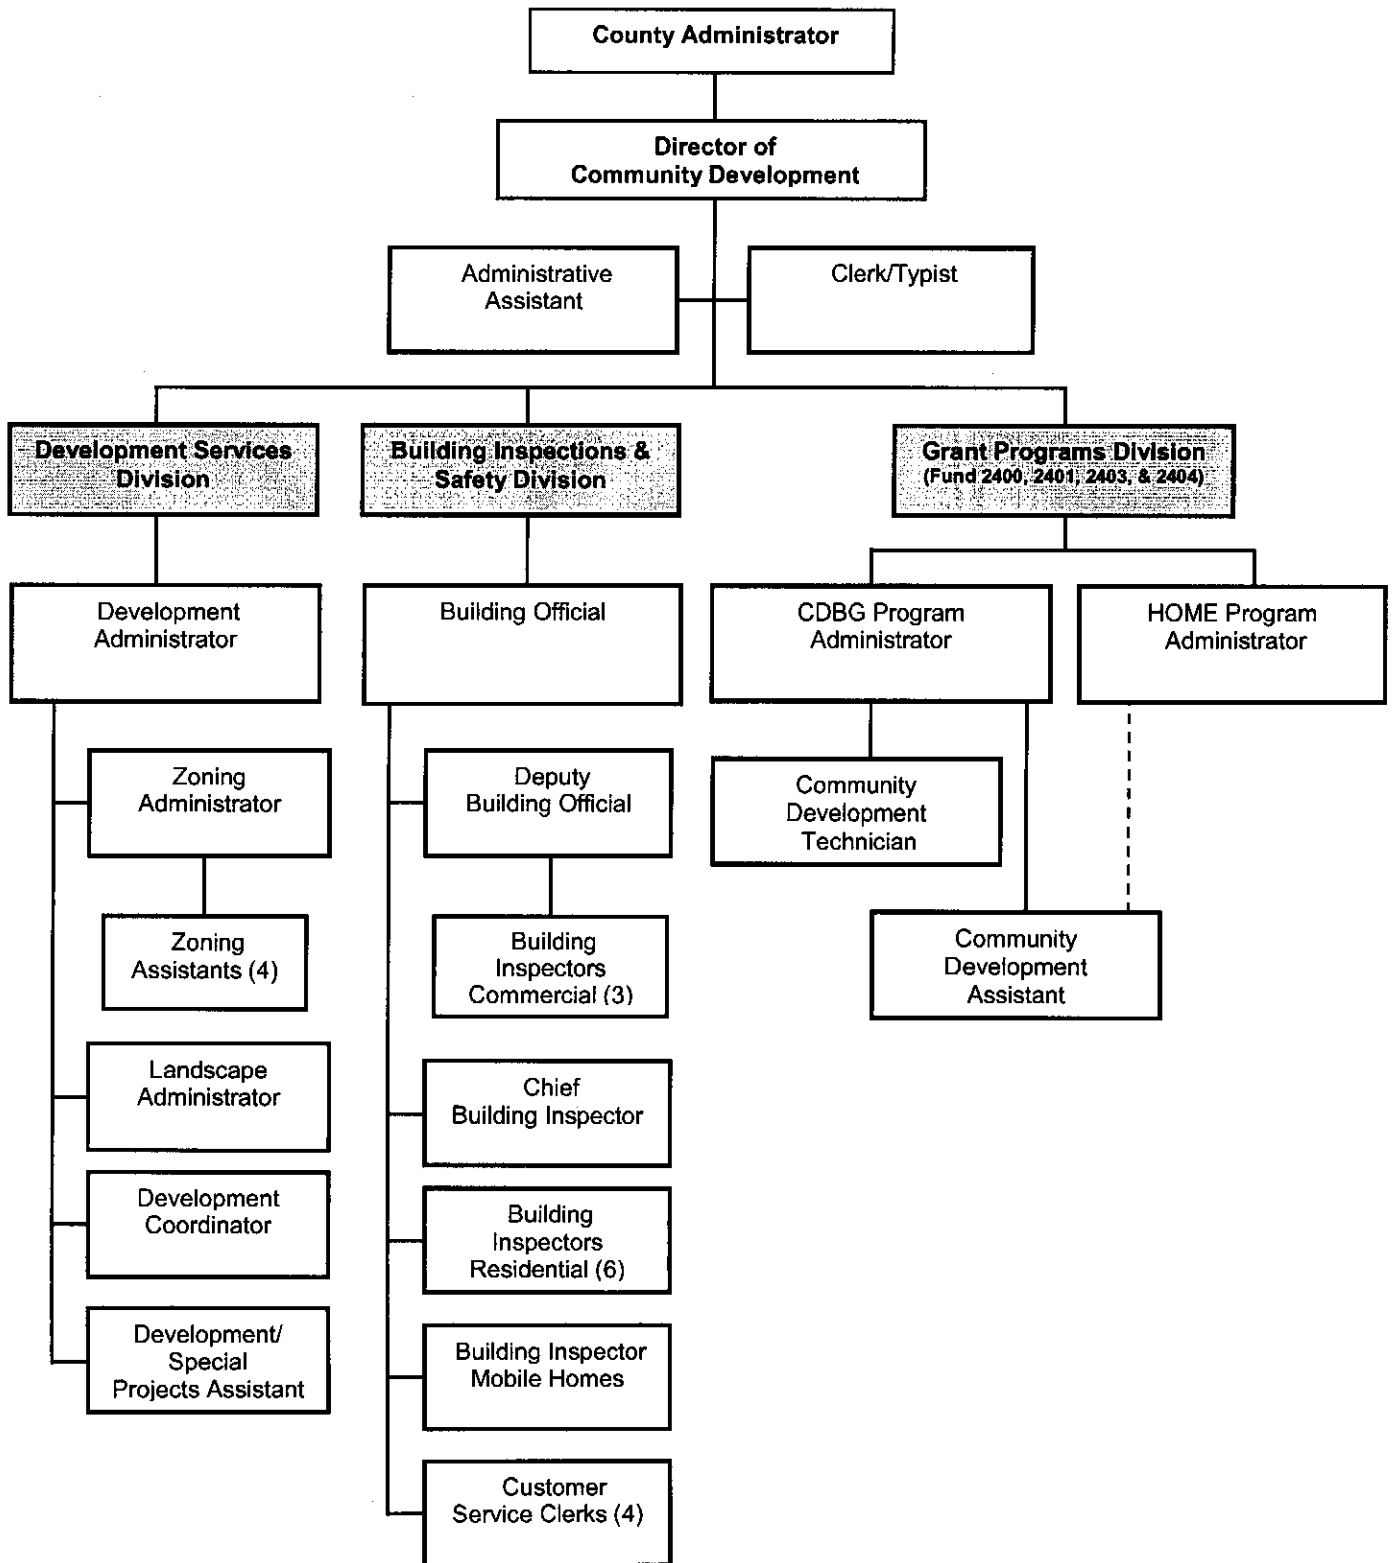 County Administrator
Director of
Community Development
Administrative
Assistant
Clerk/Typist
Development Services
Division
Building Inspections &
Safety Division
Grant Programs Division
(Fund 2400, 2401, 2403, & 2404)
Development
Administrator
Building Official
CDBG Program
Administrator
HOME Program
Administrator
Zoning
Administrator
Deputy
Building Official
Community
Development
Technician
Zoning
Assistants (4)
Building
Inspectors
Commercial (3)
Community
Development
Assistant
Landscape
Administrator
Chief
Building Inspector
Development
Coordinator
Building
Inspectors
Residential (6)
Development/
Special
Projects Assistant
Building Inspector
Mobile Homes
Customer
Service Clerks (4)